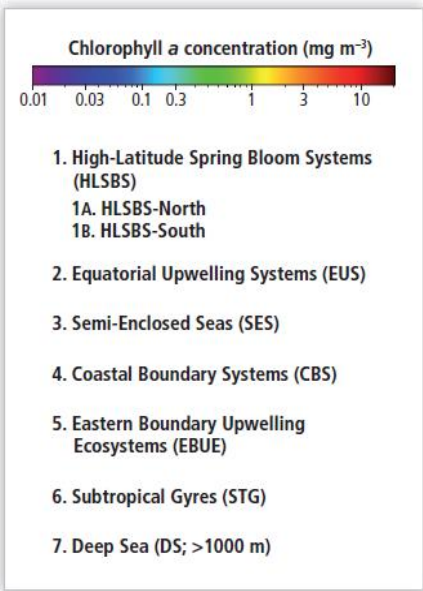 Chlorophyll a concentration (mg m⁻³)
0.01 0.03 0.1 0.3 1 3 10
1. High-Latitude Spring Bloom Systems
(HLSBS)
1A. HLSBS-North
1B. HLSBS-South
2. Equatorial Upwelling Systems (EUS)
3. Semi-Enclosed Seas (SES)
4. Coastal Boundary Systems (CBS)
5. Eastern Boundary Upwelling
Ecosystems (EBUE)
6. Subtropical Gyres (STG)
7. Deep Sea (DS; >1000 m)